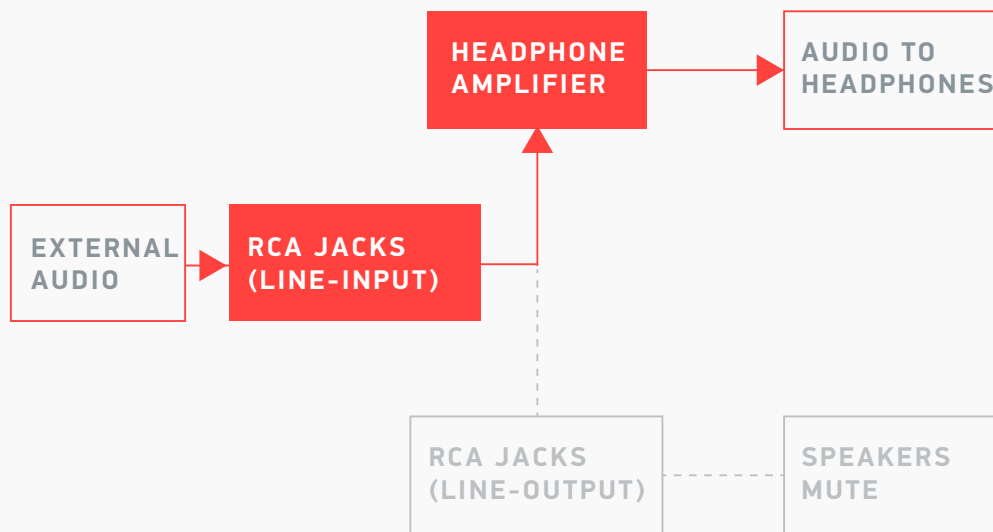 HEADPHONE
AMPLIFIER
AUDIO TO
HEADPHONES
EXTERNAL
AUDIO
RCA JACKS
(LINE-INPUT)
RCA JACKS
(LINE-OUTPUT)
SPEAKERS
MUTE